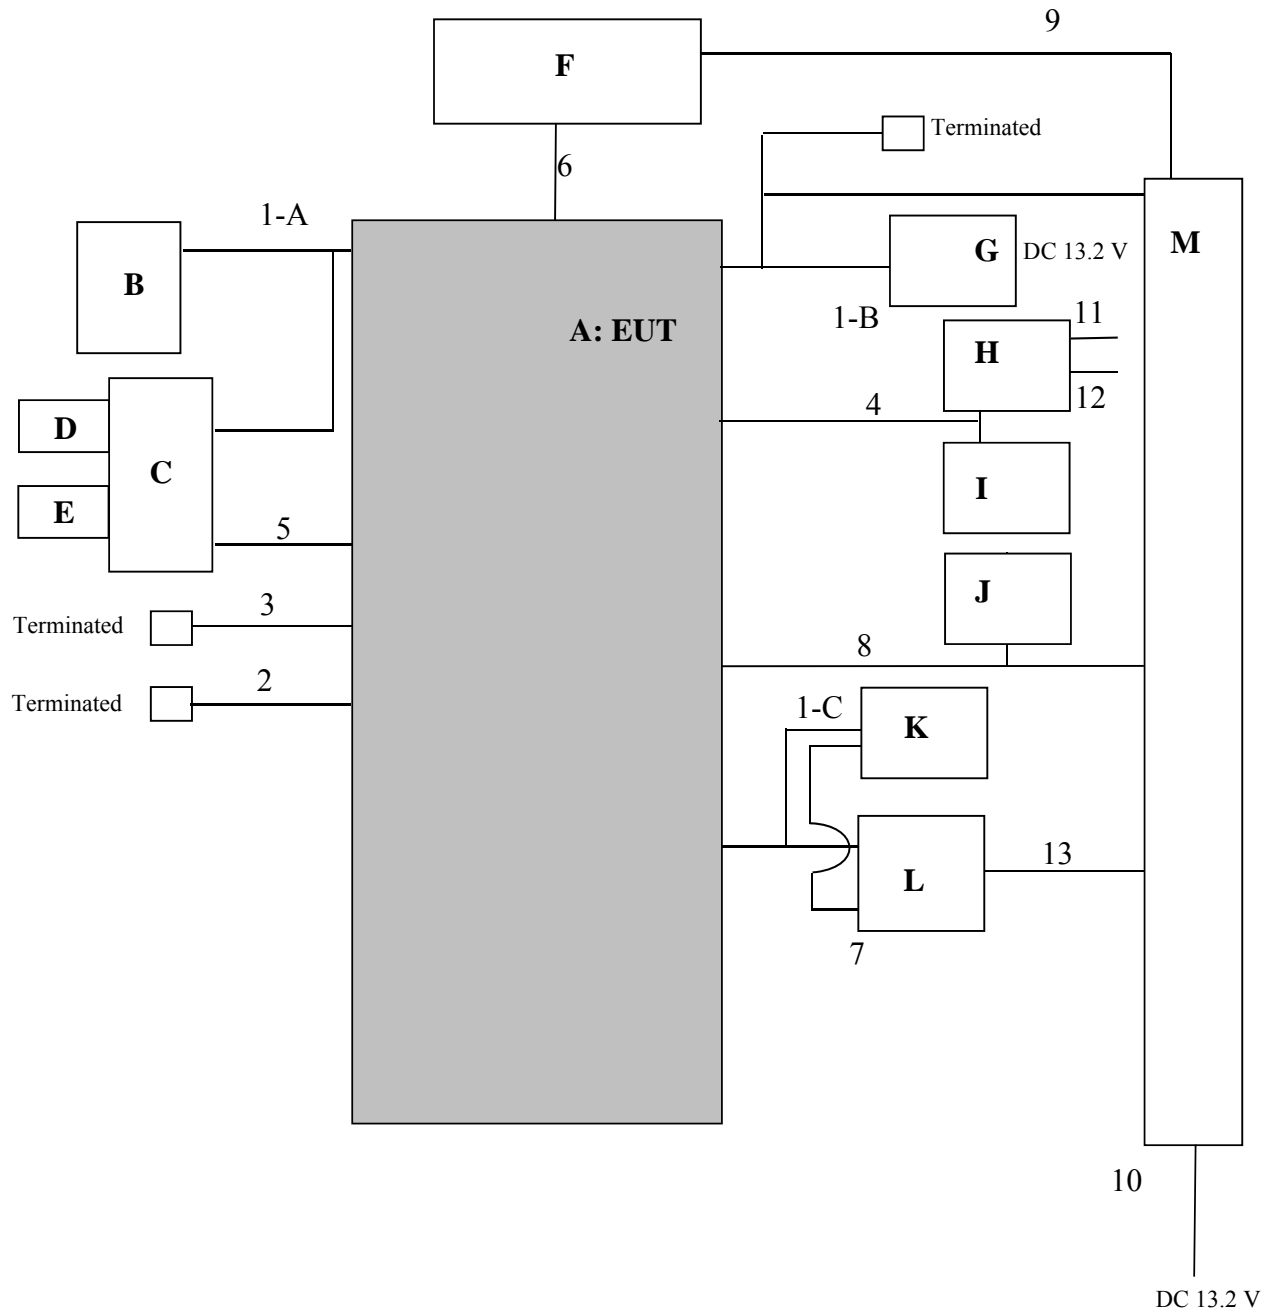 9
F
Terminated
6
1-A
M
G
DC 13.2 V
B
1-B
11
A: EUT
H
12
4
D
C
I
E
5
J
3
Terminated
8
2
Terminated
1-C
K
13
L
7
10
DC 13.2 V